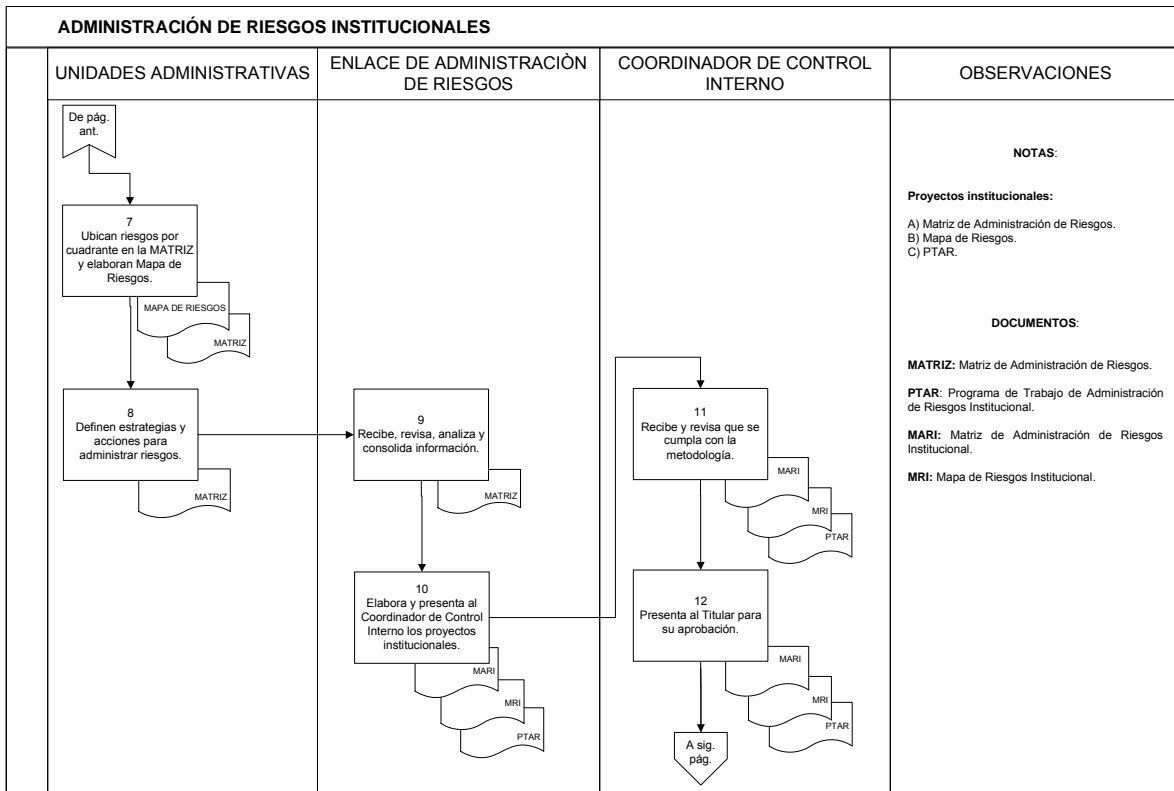 ADMINISTRACIÓN DE RIESGOS INSTITUCIONALES
UNIDADES ADMINISTRATIVAS
ENLACE DE ADMINISTRACIÒN
DE RIESGOS
COORDINADOR DE CONTROL
INTERNO
OBSERVACIONES
De pág.
ant.
7
Ubican riesgos por
cuadrante en la MATRIZ
y elaboran Mapa de
Riesgos.
MAPA DE RIESGOS
MATRIZ
8
Definen estrategias y
acciones para
administrar riesgos.
MATRIZ
9
Recibe, revisa, analiza y
consolida información.
MATRIZ
10
Elabora y presenta al
Coordinador de Control
Interno los proyectos
institucionales.
MARI
MRI
PTAR
11
Recibe y revisa que se
cumpla con la
metodología.
MARI
MRI
PTAR
12
Presenta al Titular para
su aprobación.
MARI
MRI
PTAR
A sig.
pág.
NOTAS:
Proyectos institucionales:
A) Matriz de Administración de Riesgos.
B) Mapa de Riesgos.
C) PTAR.
DOCUMENTOS:
MATRIZ: Matriz de Administración de Riesgos.
PTAR: Programa de Trabajo de Administración
de Riesgos Institucional.
MARI: Matriz de Administración de Riesgos
Institucional.
MRI: Mapa de Riesgos Institucional.